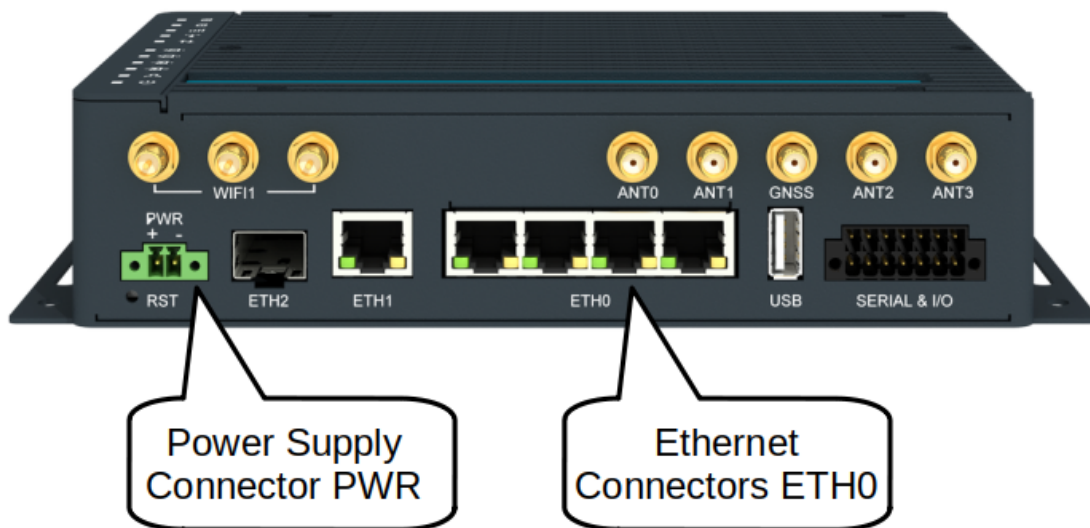 WIFI1
ANT0
ANT1
GNSS
ANT2
ANT3
PWR
+ -
RST
ETH2
ETH1
ETH0
USB
SERIAL & I/O
Power Supply
Connector PWR
Ethernet
Connectors ETH0